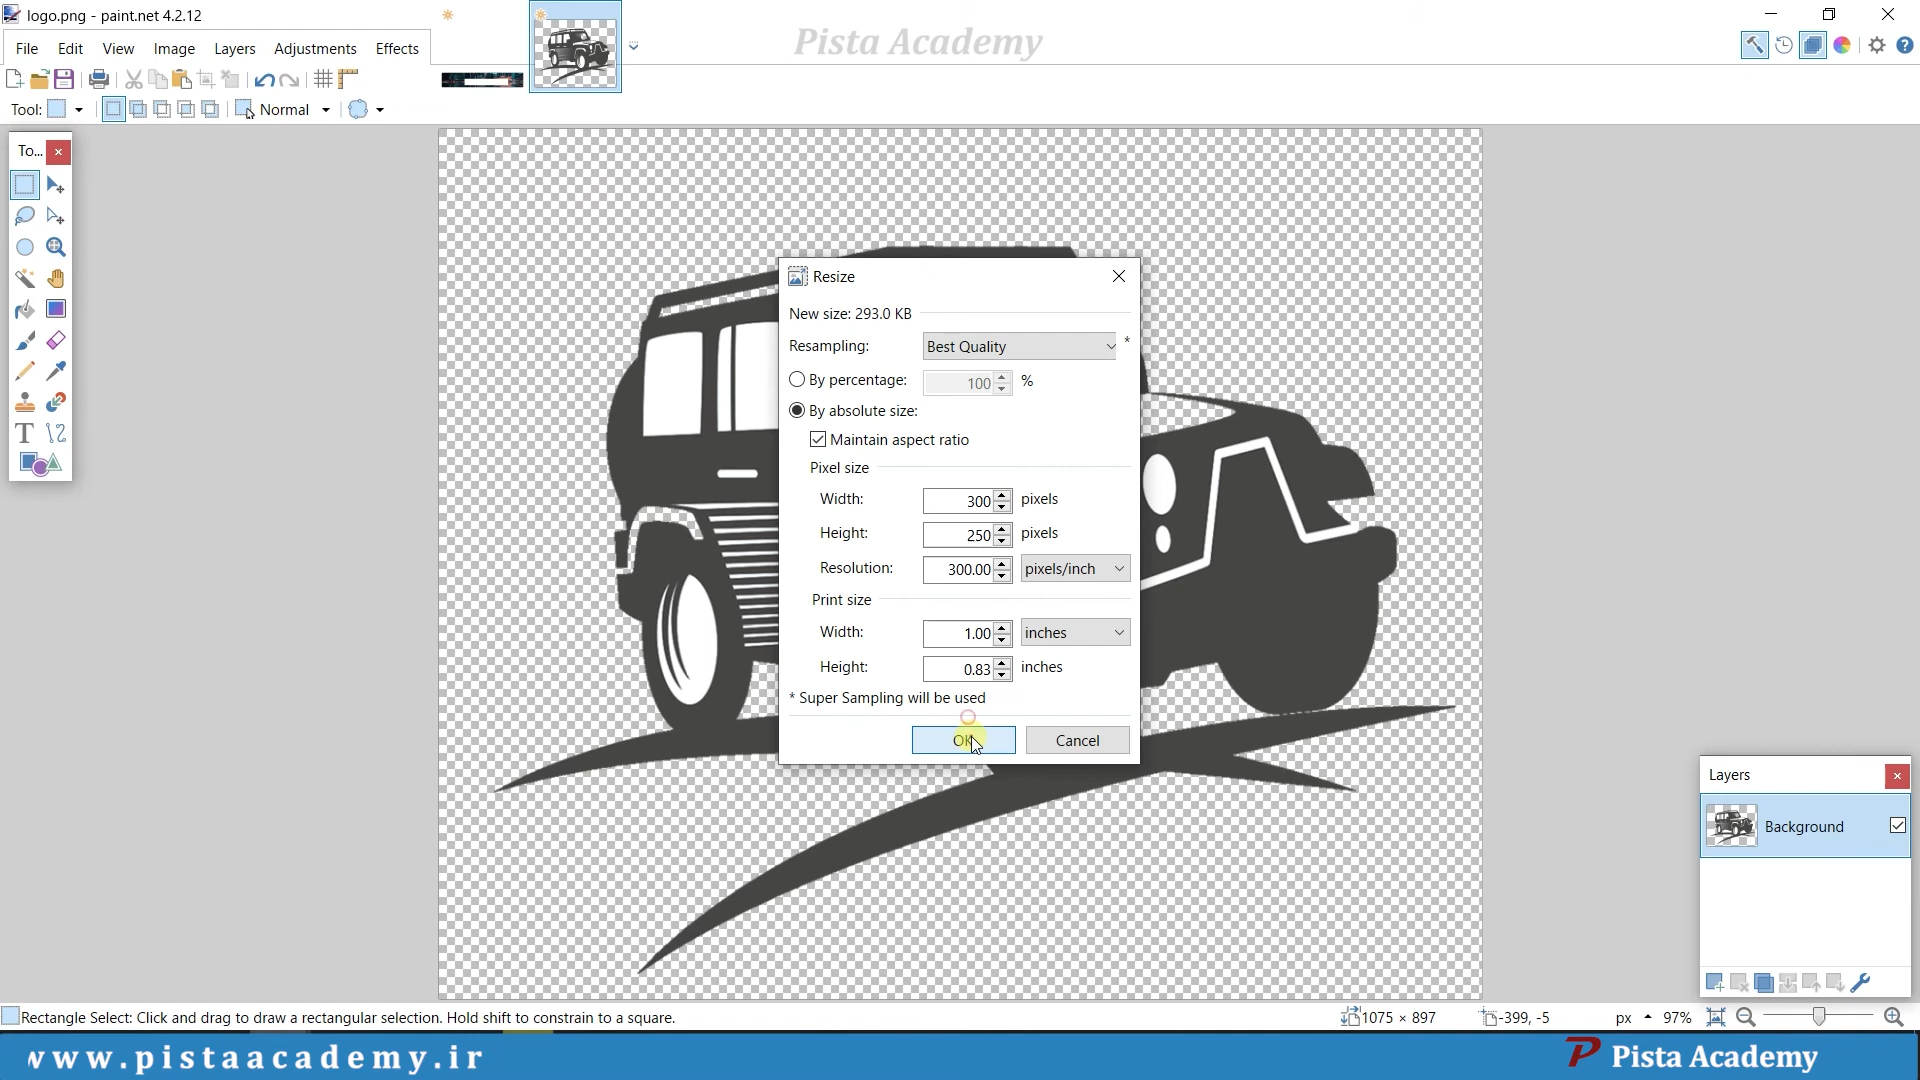 logo.png - paint.net 4.2.12
Pista Academy
File Edit View Image Layers Adjustments Effects
Tool: Normal
To...
Resize
New size: 293.0 KB
Resampling: Best Quality *
By percentage: 100 %
By absolute size:
Maintain aspect ratio
Pixel size
Width: 300 pixels
Height: 250 pixels
Resolution: 300.00 pixels/inch
Print size
Width: 1.00 inches
Height: 0.83 inches
* Super Sampling will be used
OK Cancel
Layers
Background
Rectangle Select: Click and drag to draw a rectangular selection. Hold shift to constrain to a square. 1075 × 897 -399, -5 px 97%
www.pistaacademy.ir
Pista Academy